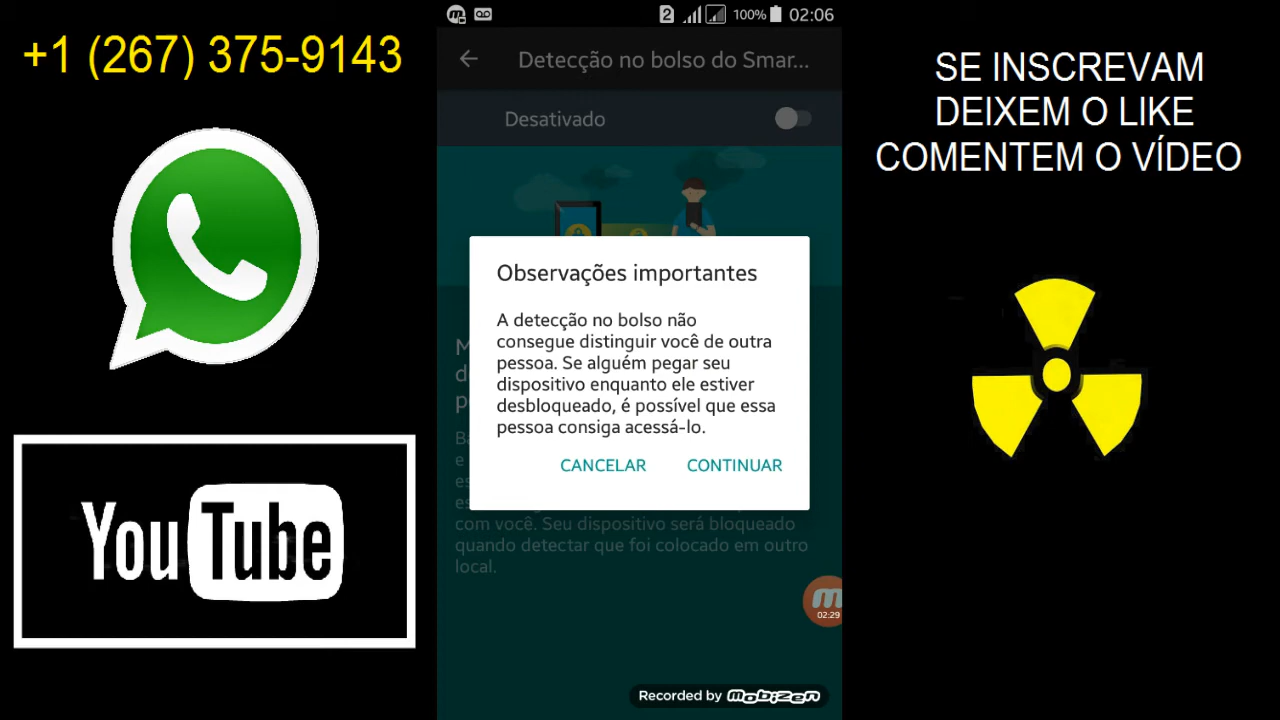 +1 (267) 375-9143
YouTube
2 100% 02:06
Detecção no bolso do Smar...
Desativado
Observações importantes
A detecção no bolso não
consegue distinguir você de outra
pessoa. Se alguém pegar seu
dispositivo enquanto ele estiver
desbloqueado, é possível que essa
pessoa consiga acessá-lo.
CANCELAR CONTINUAR
com você. Seu dispositivo será bloqueado
quando detectar que foi colocado em outro
local.
02:29
Recorded by Mobizen
SE INSCREVAM
DEIXEM O LIKE
COMENTEM O VÍDEO